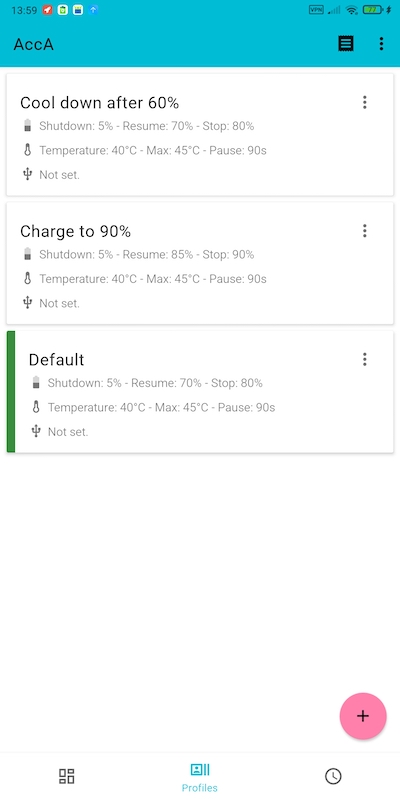 13:59
VPN
77
AccA
Cool down after 60%
Shutdown: 5% - Resume: 70% - Stop: 80%
Temperature: 40°C - Max: 45°C - Pause: 90s
Not set.
Charge to 90%
Shutdown: 5% - Resume: 85% - Stop: 90%
Temperature: 40°C - Max: 45°C - Pause: 90s
Not set.
Default
Shutdown: 5% - Resume: 70% - Stop: 80%
Temperature: 40°C - Max: 45°C - Pause: 90s
Not set.
Profiles